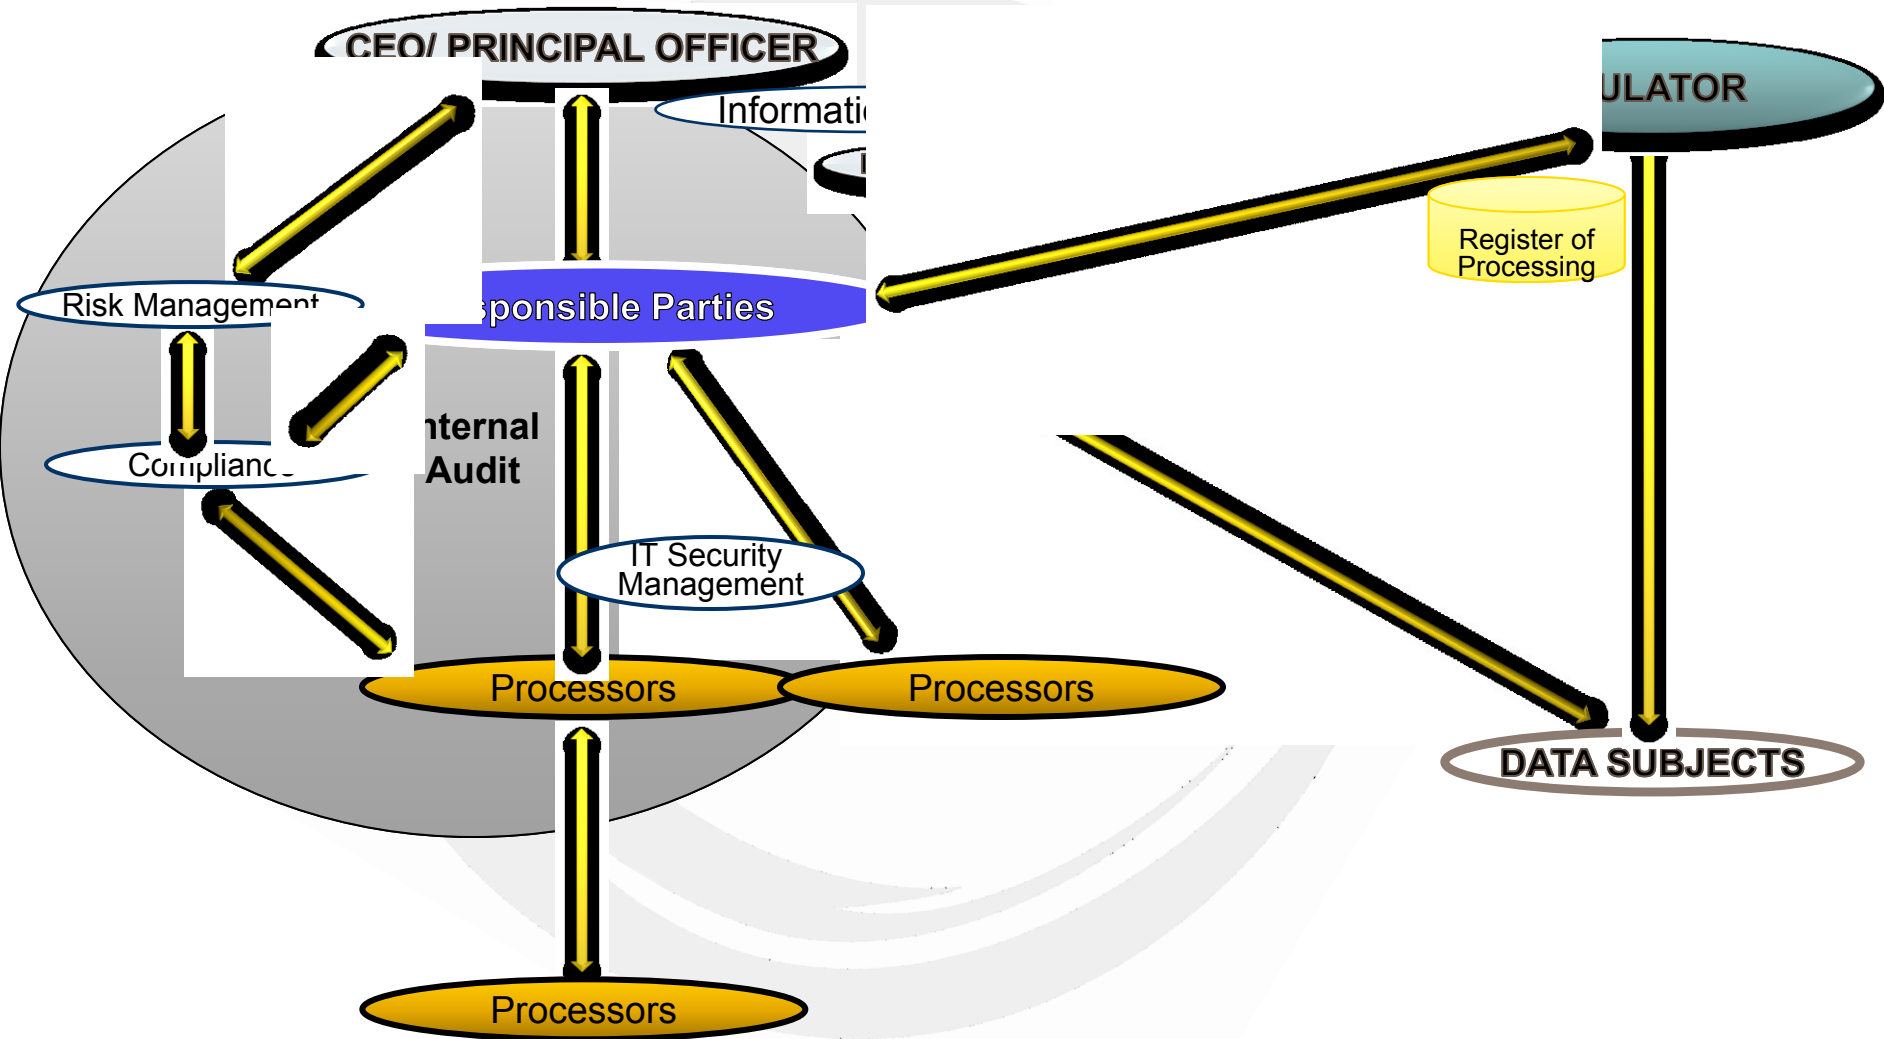 CEO/ PRINCIPAL OFFICER
Informati
ULATOR
Register of
Processing
Risk Management
sponsible Parties
nternal
Audit
Compliance
IT Security
Management
Processors
Processors
DATA SUBJECTS
Processors